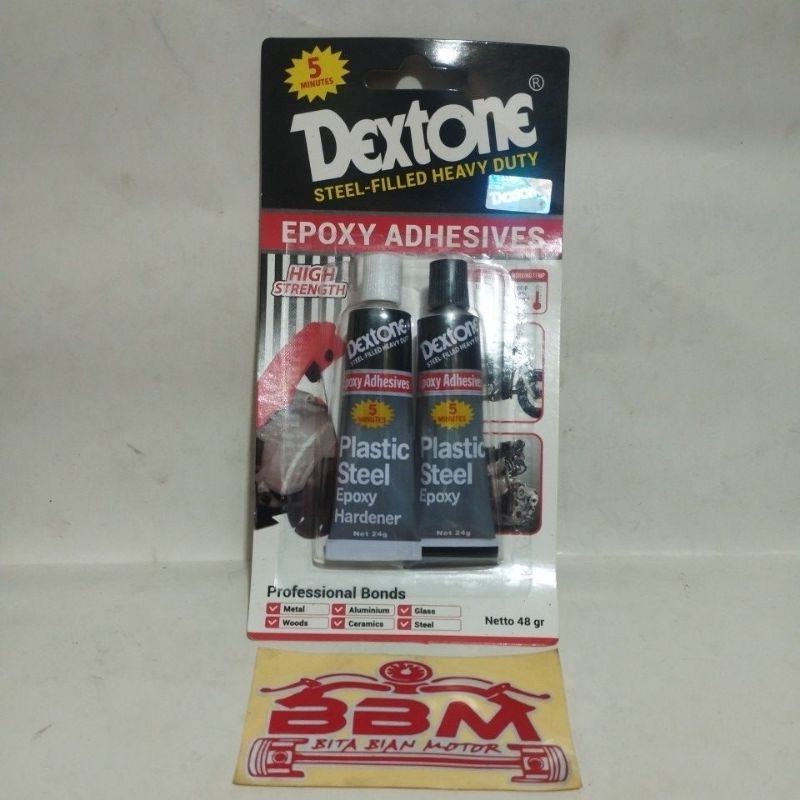 5
MINUTES
DEXTONE®
STEEL-FILLED HEAVY DUTY
DEXTONE
EPOXY ADHESIVES
HIGH
STRENGTH
DEXTONE
STEEL-FILLED HEAVY DUTY
Epoxy Adhesives
5
MINUTES
Plastic
Steel
Epoxy
Hardener
Net 24g
DEXTONE
STEEL-FILLED HEAVY DUTY
Epoxy Adhesives
5
MINUTES
Plastic
Steel
Epoxy
Net 24g
Professional Bonds
Metal Aluminium Glass
Woods Ceramics Steel
Netto 48 gr
BBM
BITA BIAN MOTOR